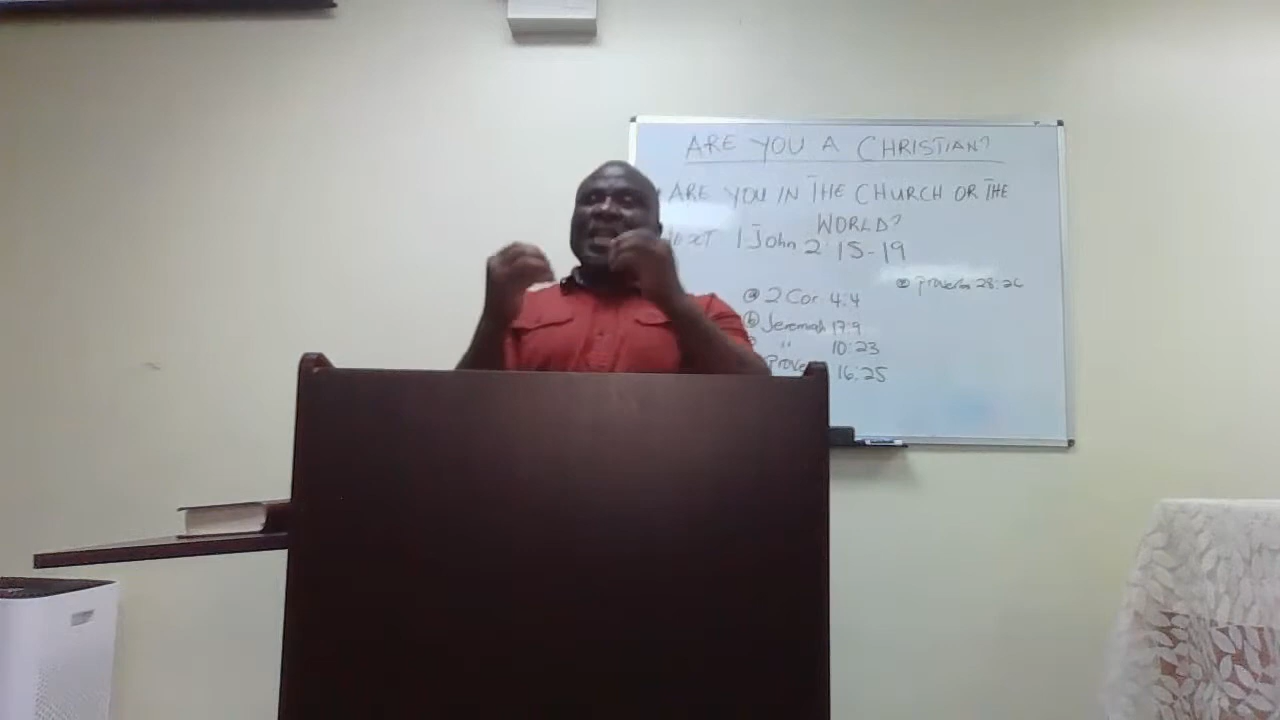 ARE YOU A CHRISTIAN?
ARE YOU IN THE CHURCH OR THE
WORLD?
1 John 2:15-19
Proverbs 28:26
ⓐ 2 Cor 4:4
ⓑ Jeremiah 17:9
" 10:23
Prove 16:25